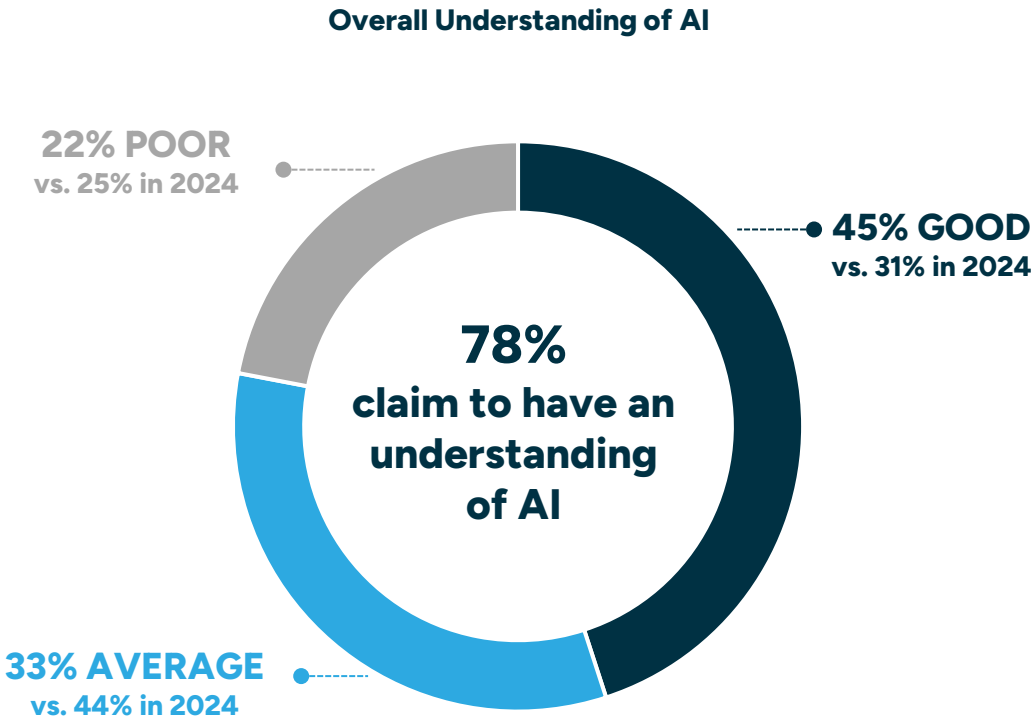 Overall Understanding of AI
22% POOR
vs. 25% in 2024
45% GOOD
vs. 31% in 2024
78%
claim to have an
understanding
of AI
33% AVERAGE
vs. 44% in 2024